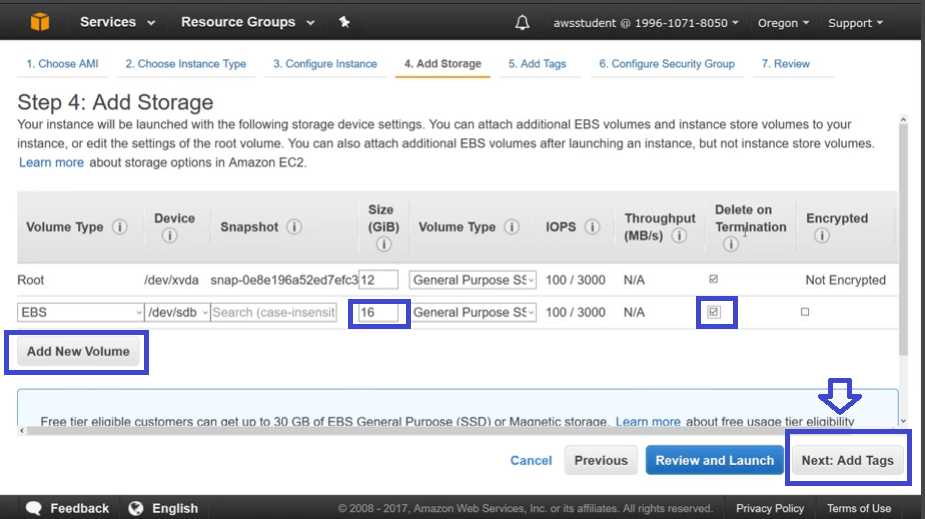 Services Resource Groups awsstudent @ 1996-1071-8050 Oregon Support
1. Choose AMI 2. Choose Instance Type 3. Configure Instance 4. Add Storage 5. Add Tags 6. Configure Security Group 7. Review
Step 4: Add Storage
Your instance will be launched with the following storage device settings. You can attach additional EBS volumes and instance store volumes to your
instance, or edit the settings of the root volume. You can also attach additional EBS volumes after launching an instance, but not instance store volumes.
Learn more about storage options in Amazon EC2.
Volume Type Device Snapshot Size (GiB) Volume Type IOPS Throughput (MB/s) Delete on Termination Encrypted
Root /dev/xvda snap-0e8e196a52ed7efc3 12 General Purpose SS 100 / 3000 N/A Not Encrypted
EBS /dev/sdb Search (case-insensit 16 General Purpose SS 100 / 3000 N/A
Add New Volume
Free tier eligible customers can get up to 30 GB of EBS General Purpose (SSD) or Magnetic storage. Learn more about free usage tier eligibility
Cancel Previous Review and Launch Next: Add Tags
Feedback English © 2008 - 2017, Amazon Web Services, Inc. or its affiliates. All rights reserved. Privacy Policy Terms of Use